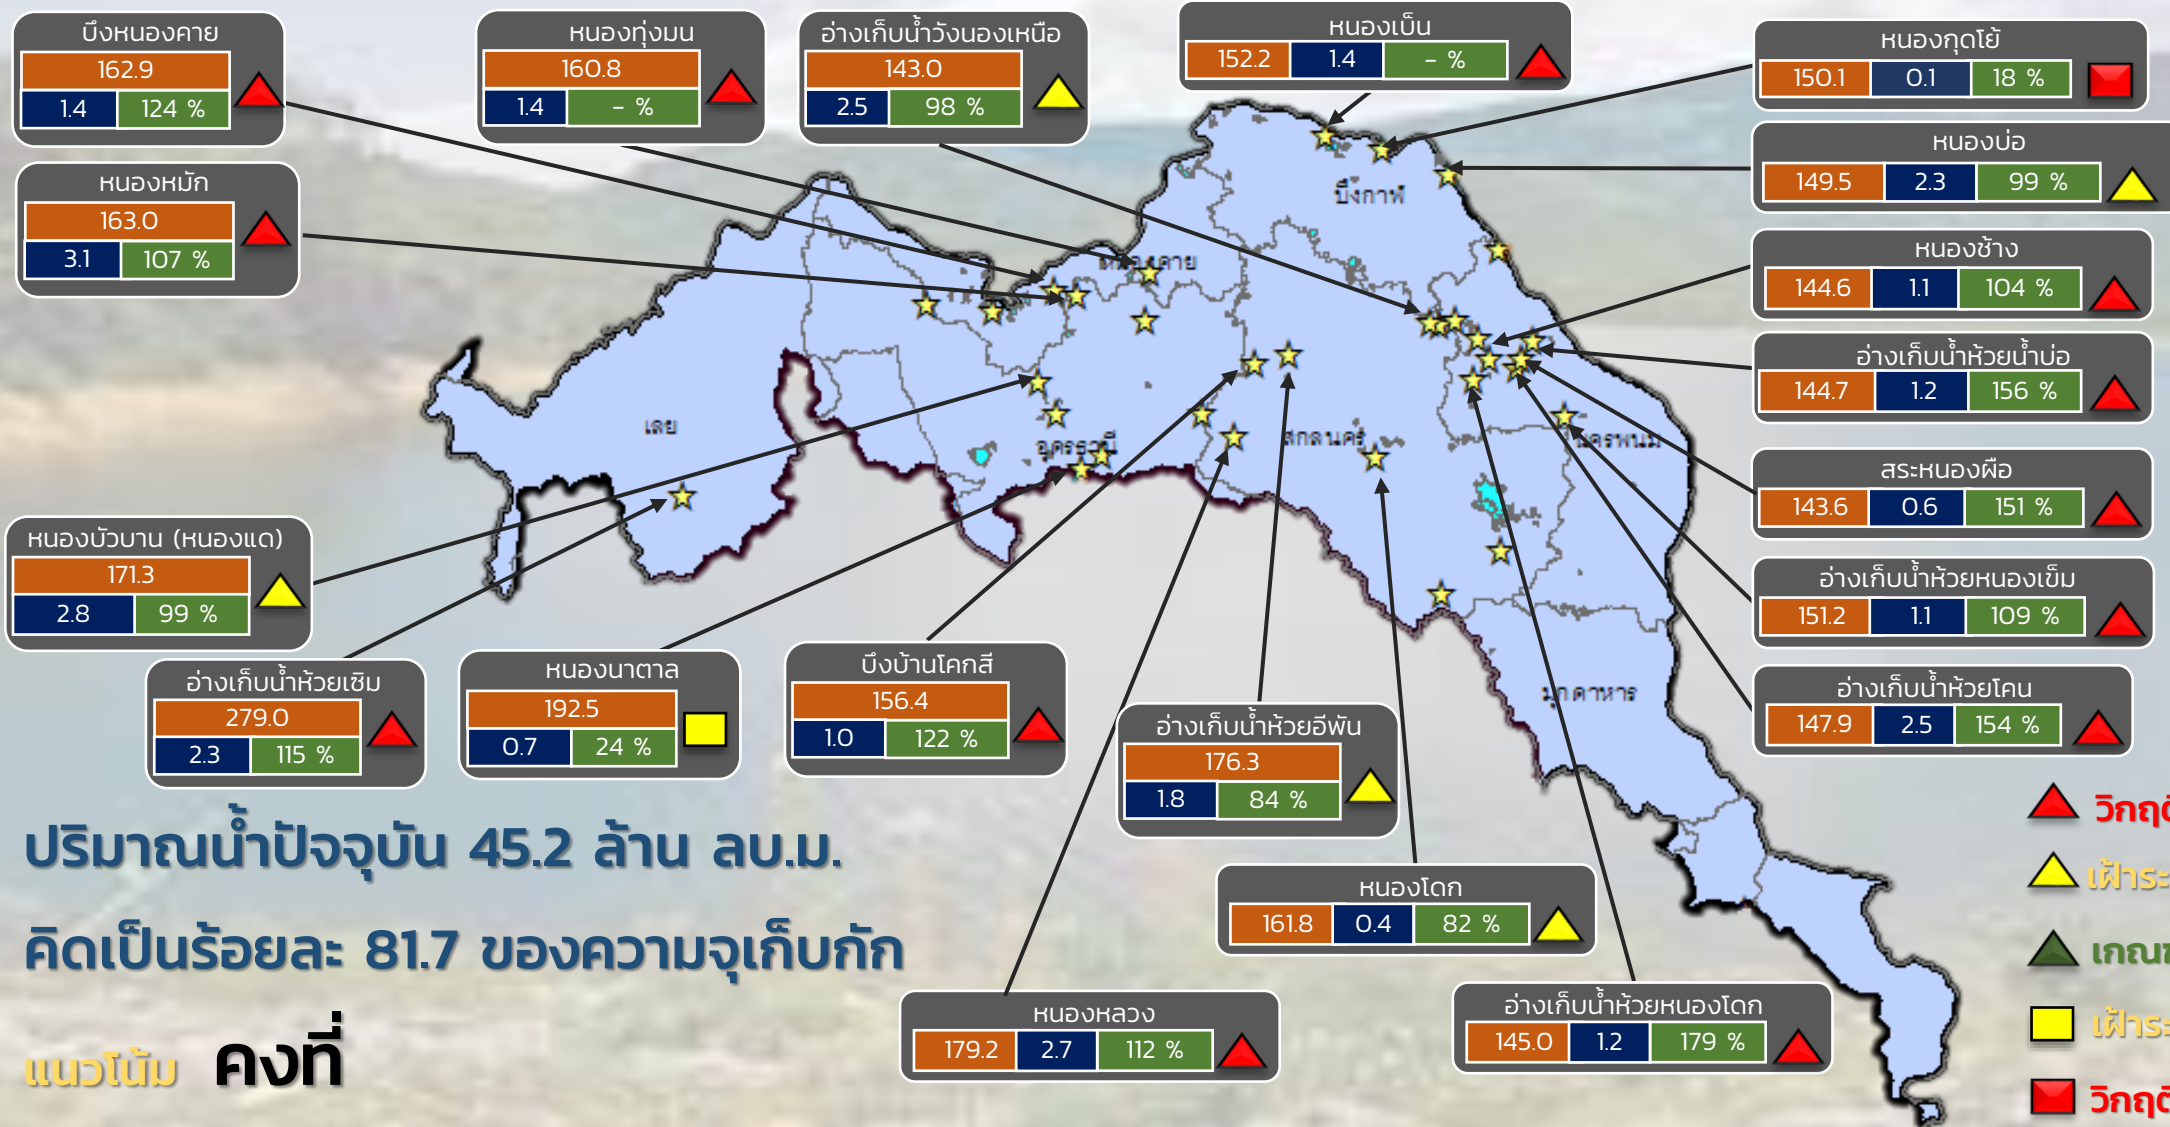 บึงหนองคาย
162.9
1.4 124 %
หนองทุ่งมน
160.8
1.4 - %
อ่างเก็บน้ำวังนองเหนือ
143.0
2.5 98 %
หนองเบ็น
152.2 1.4 - %
หนองกุดโย้
150.1 0.1 18 %
หนองหมัก
163.0
3.1 107 %
หนองบ่อ
149.5 2.3 99 %
หนองช้าง
144.6 1.1 104 %
อ่างเก็บน้ำห้วยน้ำบ่อ
144.7 1.2 156 %
สระหนองผือ
143.6 0.6 151 %
อ่างเก็บน้ำห้วยหนองเข็ม
151.2 1.1 109 %
อ่างเก็บน้ำห้วยโคน
147.9 2.5 154 %
บึงกาฬ
เลย
อุดรธานี
สกลนคร
นครพนม
มุกดาหาร
หนองบัวบาน (หนองแด)
171.3
2.8 99 %
อ่างเก็บน้ำห้วยเซิม
279.0
2.3 115 %
หนองนาตาล
192.5
0.7 24 %
บึงบ้านโคกสี
156.4
1.0 122 %
อ่างเก็บน้ำห้วยอีพัน
176.3
1.8 84 %
หนองโดก
161.8 0.4 82 %
หนองหลวง
179.2 2.7 112 %
อ่างเก็บน้ำห้วยหนองโดก
145.0 1.2 179 %
ปริมาณน้ำปัจจุบัน 45.2 ล้าน ลบ.ม.
คิดเป็นร้อยละ 81.7 ของความจุเก็บกัก
แนวโน้ม คงที่